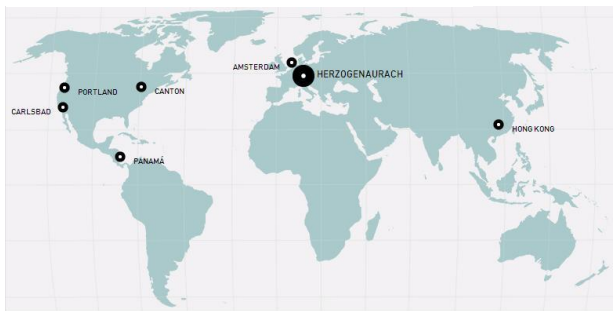 AMSTERDAM
HERZOGENAURACH
PORTLAND
CANTON
CARLSBAD
HONG KONG
PANAMÁ